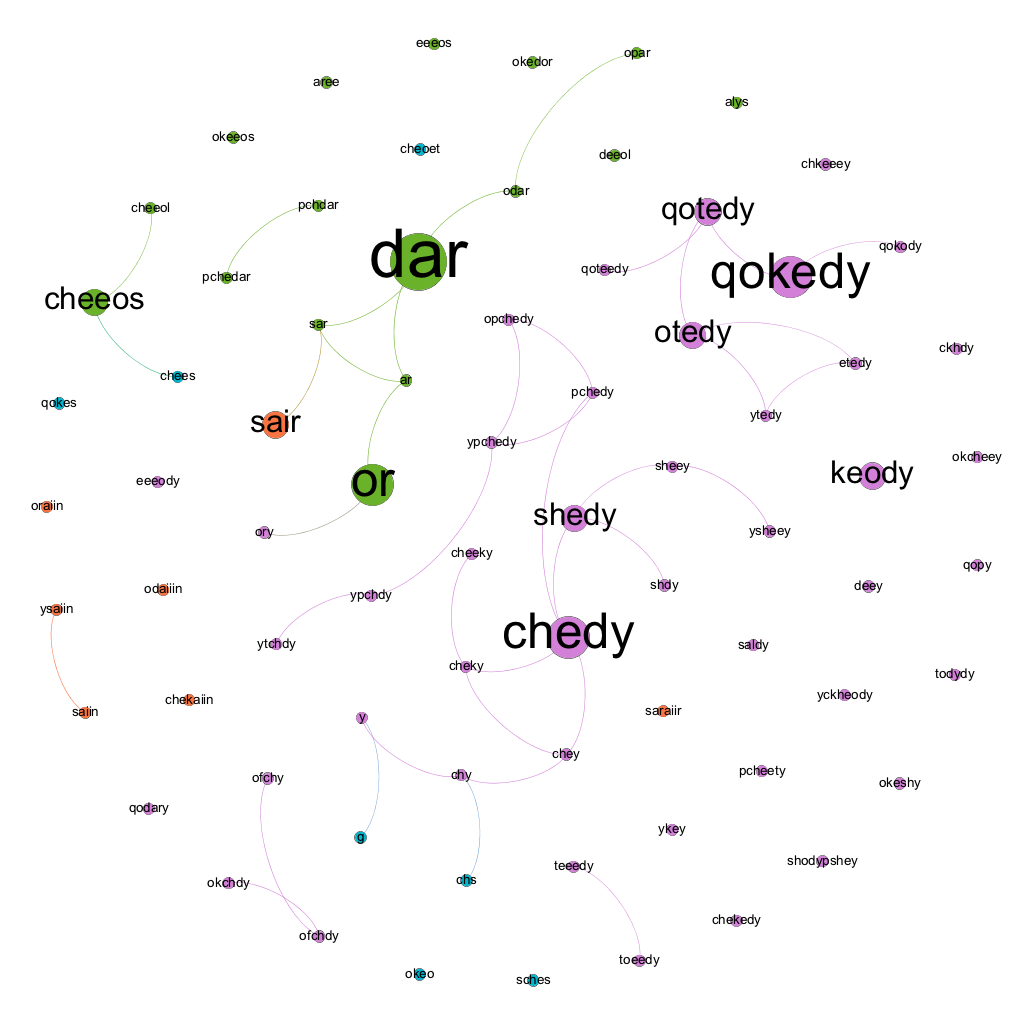 eeeos
okedor
opar
aree
alys
okeeos
cheoet
deeol
chkeeey
odar
cheeol
pchdar
qotedy
qokody
dar
qoteedy
qokedy
pchedar
cheeos
opchedy
sar
otedy
ckhdy
etedy
chees
ar
pchedy
qokes
ytedy
sair
ypchedy
okcheey
sheey
keody
eeeody
or
oraiin
shedy
ysheey
ory
cheeky
qopy
odaiiin
shdy
deey
ysaiin
ypchdy
chedy
ytchdy
saldy
cheky
todydy
yckheody
chekaiin
saraiir
saiin
y
chey
pcheety
ofchy
chy
okeshy
qodary
ykey
g
shodypshey
teeedy
okchdy
chs
chekedy
ofchdy
toeedy
okeo
sches